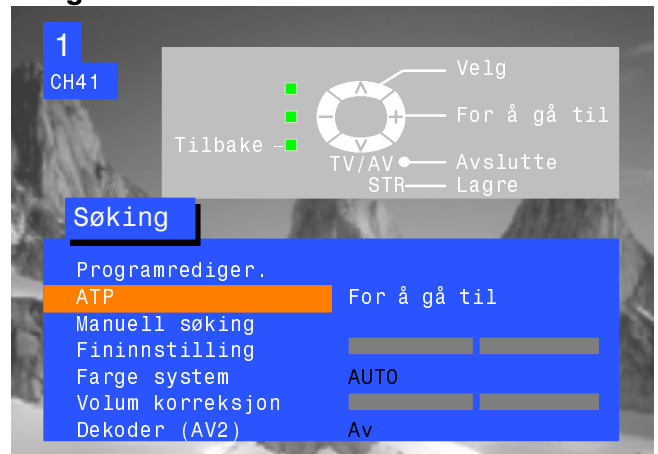 1
CH41
Velg
For å gå til
Tilbake
TV/AV Avslutte
STR Lagre
Søking
Programrediger.
ATP For å gå til
Manuell søking
Fininnstilling
Farge system AUTO
Volum korreksjon
Dekoder (AV2) Av